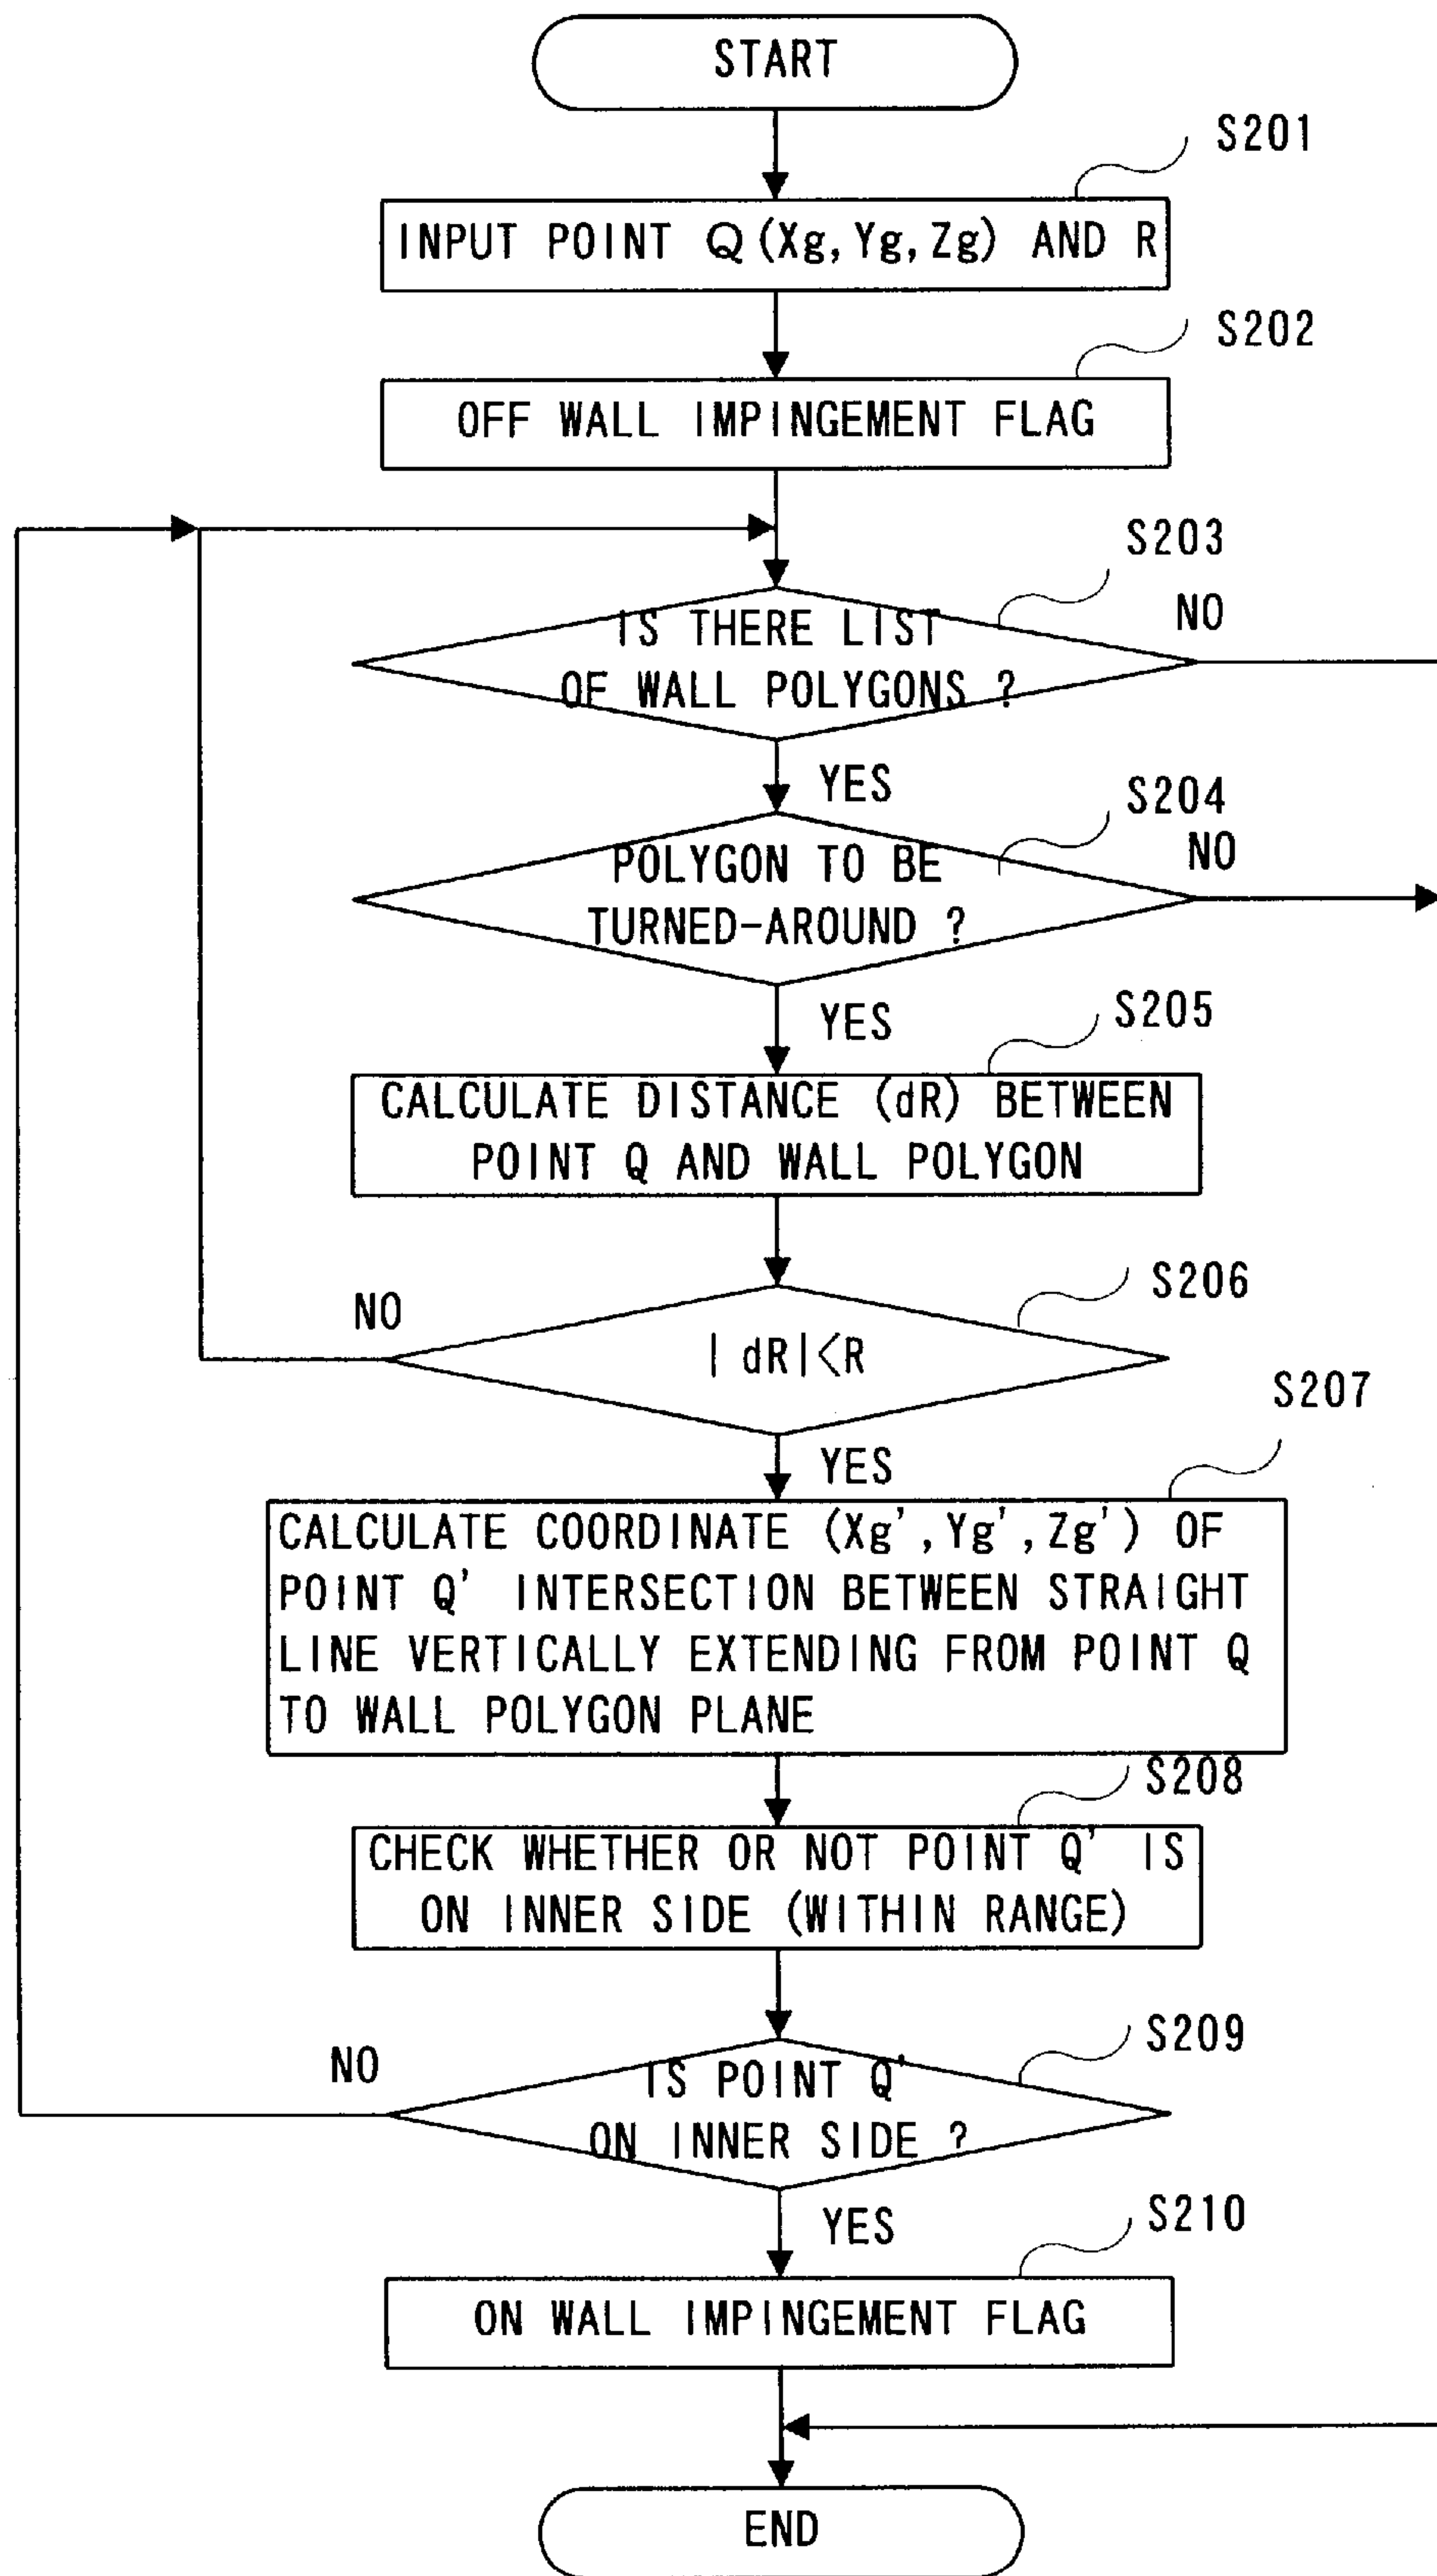 START
S201
INPUT POINT Q(Xg,Yg,Zg) AND R
S202
OFF WALL IMPINGEMENT FLAG
S203
IS THERE LIST
OF WALL POLYGONS ?
NO
YES
S204
POLYGON TO BE
TURNED-AROUND ?
NO
YES
S205
CALCULATE DISTANCE (dR) BETWEEN
POINT Q AND WALL POLYGON
S206
NO
|dR|<R
YES
S207
CALCULATE COORDINATE (Xg',Yg',Zg') OF
POINT Q' INTERSECTION BETWEEN STRAIGHT
LINE VERTICALLY EXTENDING FROM POINT Q
TO WALL POLYGON PLANE
S208
CHECK WHETHER OR NOT POINT Q' IS
ON INNER SIDE (WITHIN RANGE)
S209
NO
IS POINT Q'
ON INNER SIDE ?
YES
S210
ON WALL IMPINGEMENT FLAG
END